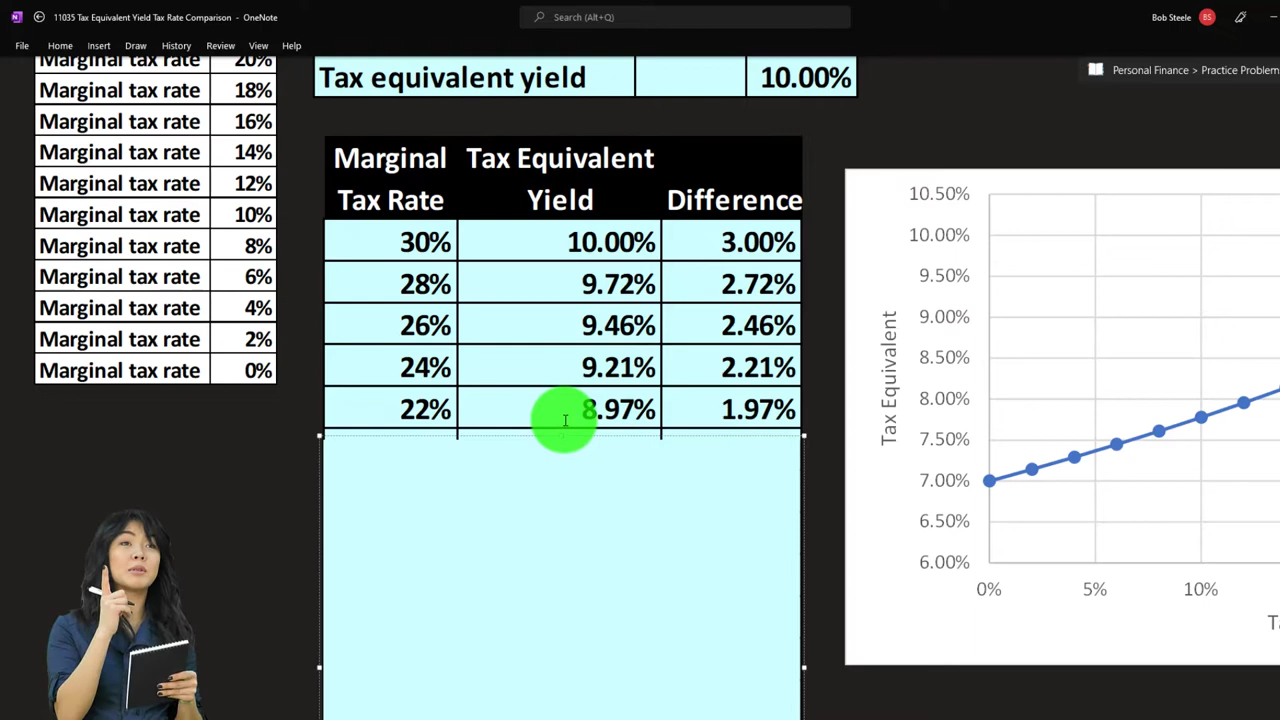 11035 Tax Equivalent Yield Tax Rate Comparison - OneNote
Search (Alt+Q)
Bob Steele
BS
File Home Insert Draw History Review View Help
Personal Finance > Practice Problem
Marginal tax rate 20%
Marginal tax rate 18%
Marginal tax rate 16%
Marginal tax rate 14%
Marginal tax rate 12%
Marginal tax rate 10%
Marginal tax rate 8%
Marginal tax rate 6%
Marginal tax rate 4%
Marginal tax rate 2%
Marginal tax rate 0%
Tax equivalent yield 10.00%
Marginal Tax Equivalent
Tax Rate Yield Difference
30% 10.00% 3.00%
28% 9.72% 2.72%
26% 9.46% 2.46%
24% 9.21% 2.21%
22% 8.97% 1.97%
Tax Equivalent
10.50%
10.00%
9.50%
9.00%
8.50%
8.00%
7.50%
7.00%
6.50%
6.00%
0% 5% 10%